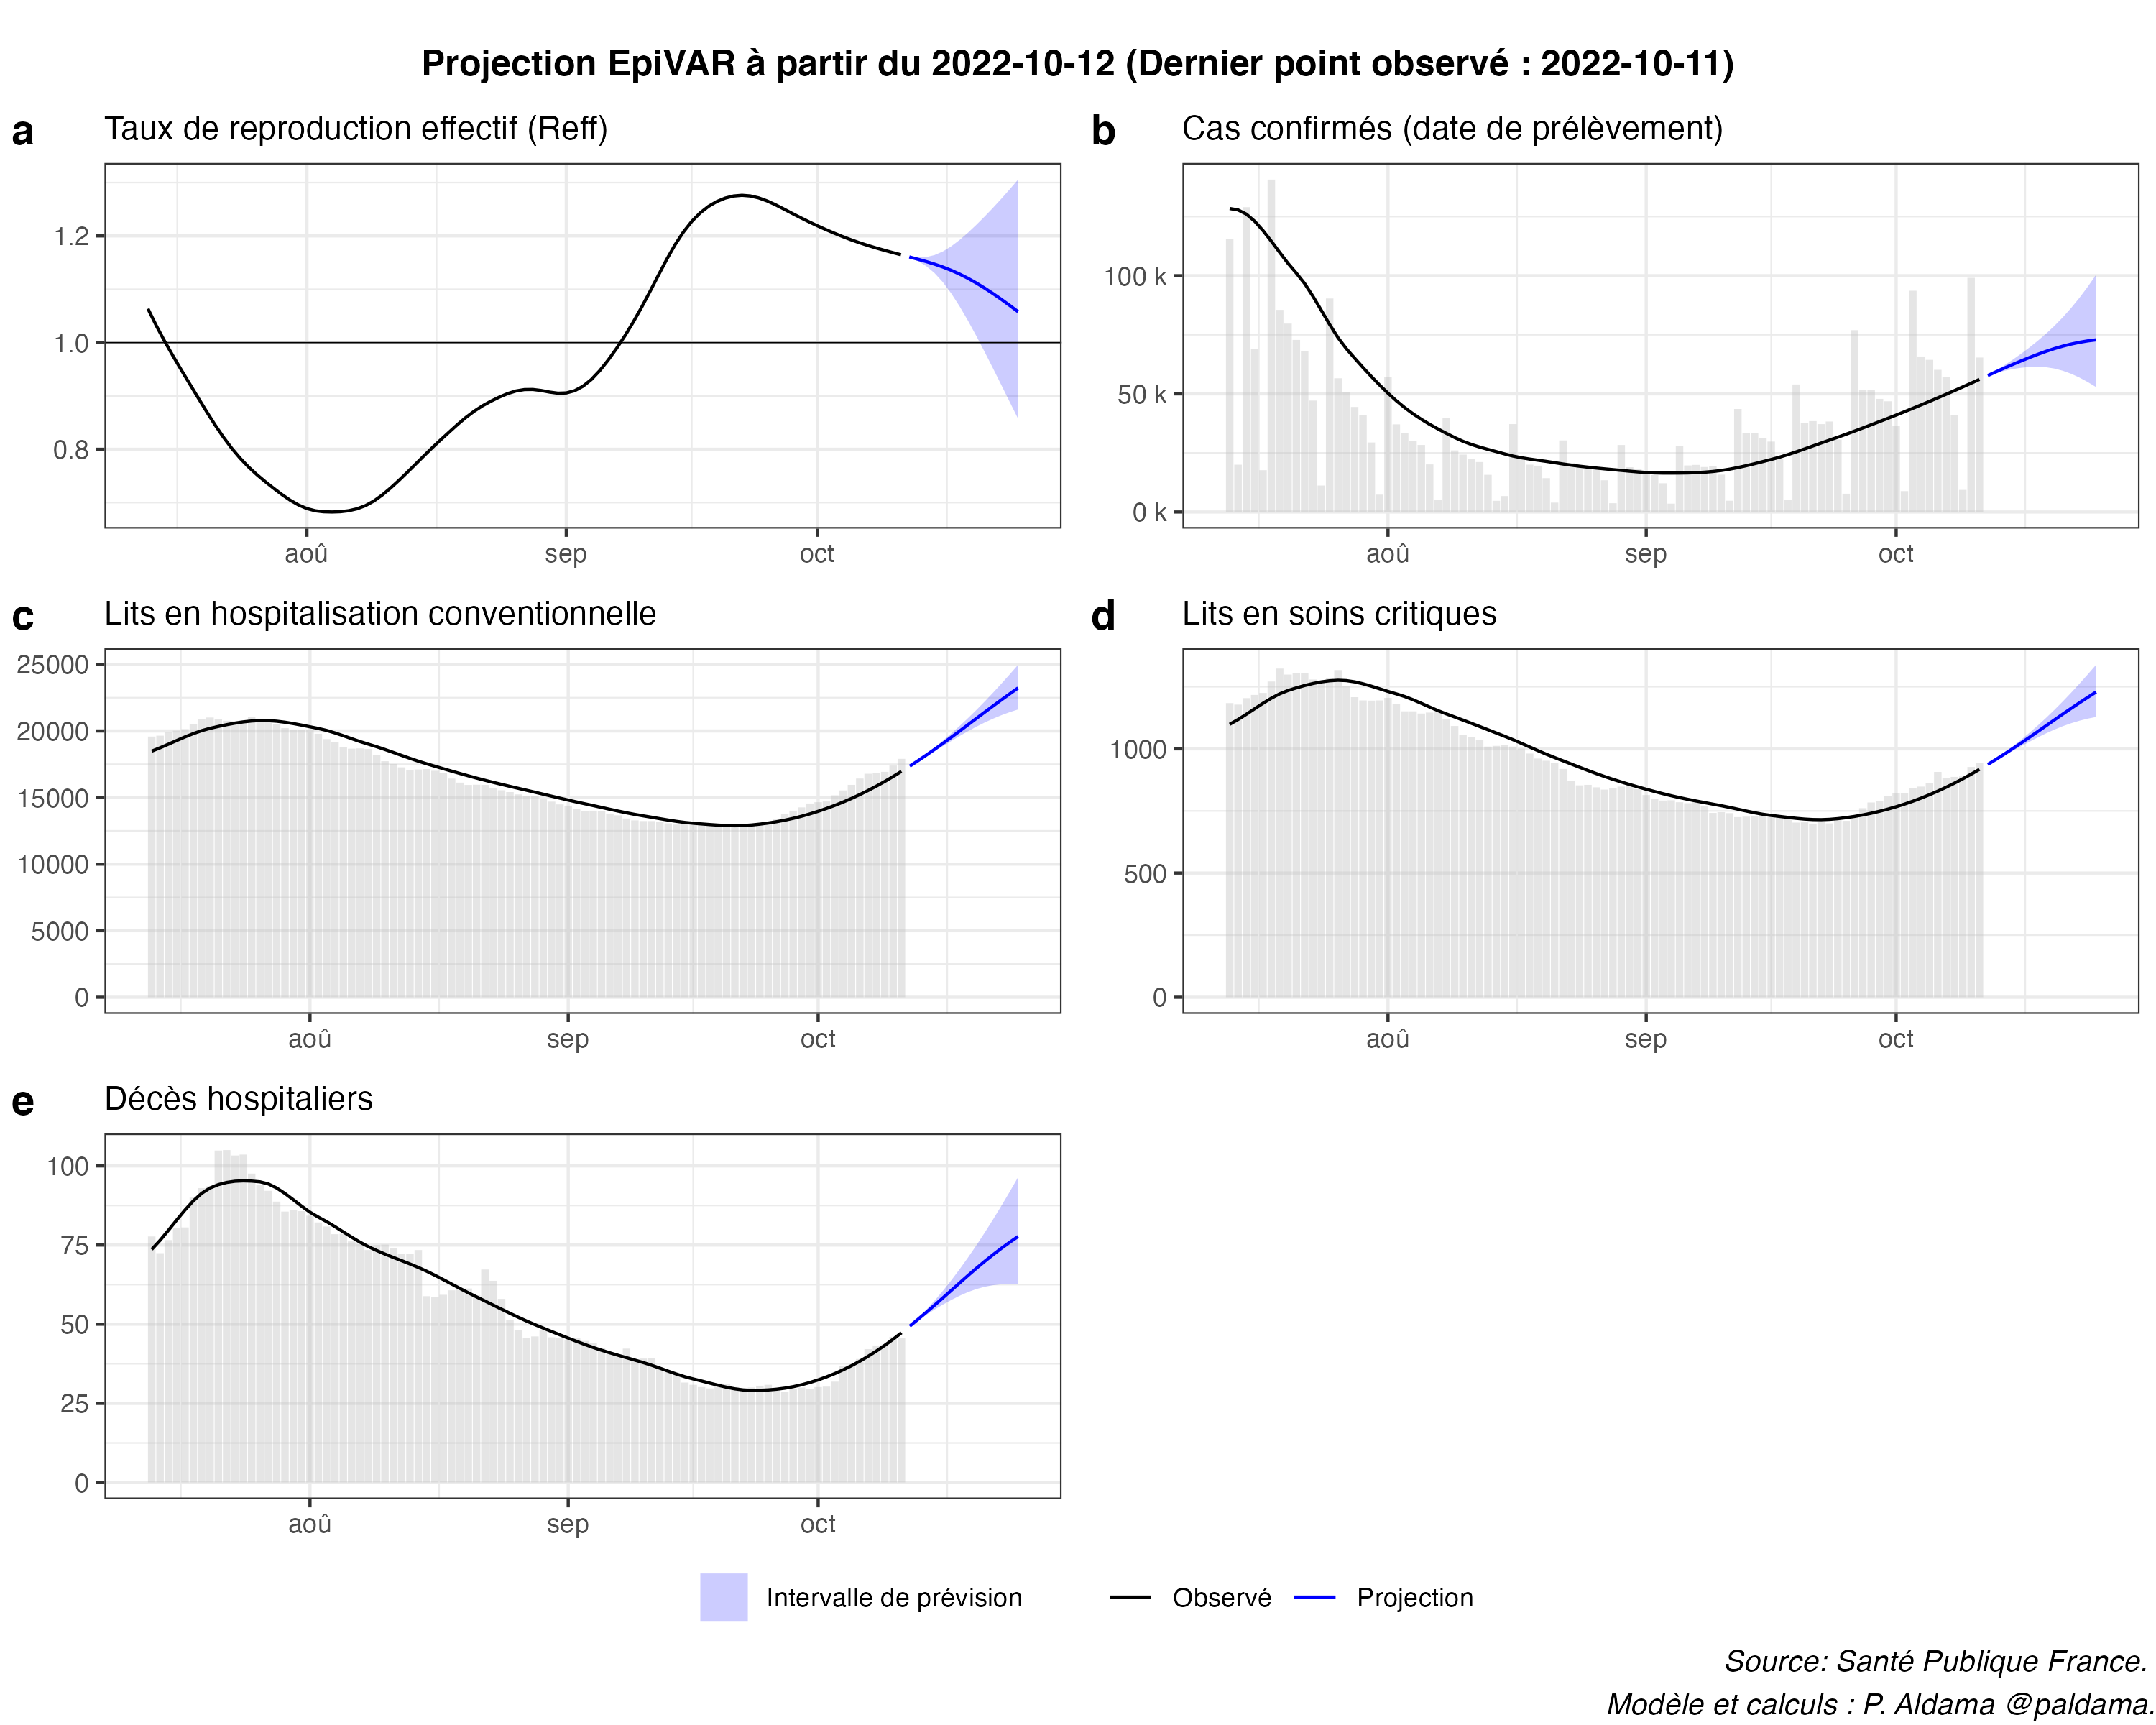 Projection EpiVAR à partir du 2022-10-12 (Dernier point observé : 2022-10-11)
a Taux de reproduction effectif (Reff)
1.2
1.0
0.8
aoû sep oct
b Cas confirmés (date de prélèvement)
100 k
50 k
0 k
aoû sep oct
c Lits en hospitalisation conventionnelle
25000
20000
15000
10000
5000
0
aoû sep oct
d Lits en soins critiques
1000
500
0
aoû sep oct
e Décès hospitaliers
100
75
50
25
0
aoû sep oct
Intervalle de prévision Observé Projection
Source: Santé Publique France.
Modèle et calculs : P. Aldama @paldama.